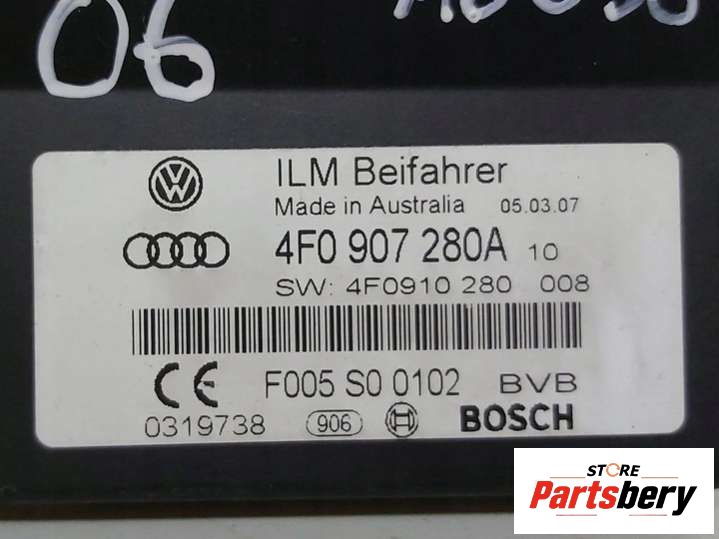 06
ILM Beifahrer
Made in Australia 05.03.07
4F0 907 280A 10
SW: 4F0910 280 008
CE F005 S0 0102 BVB
0319738 906 BOSCH
STORE
Partsbery